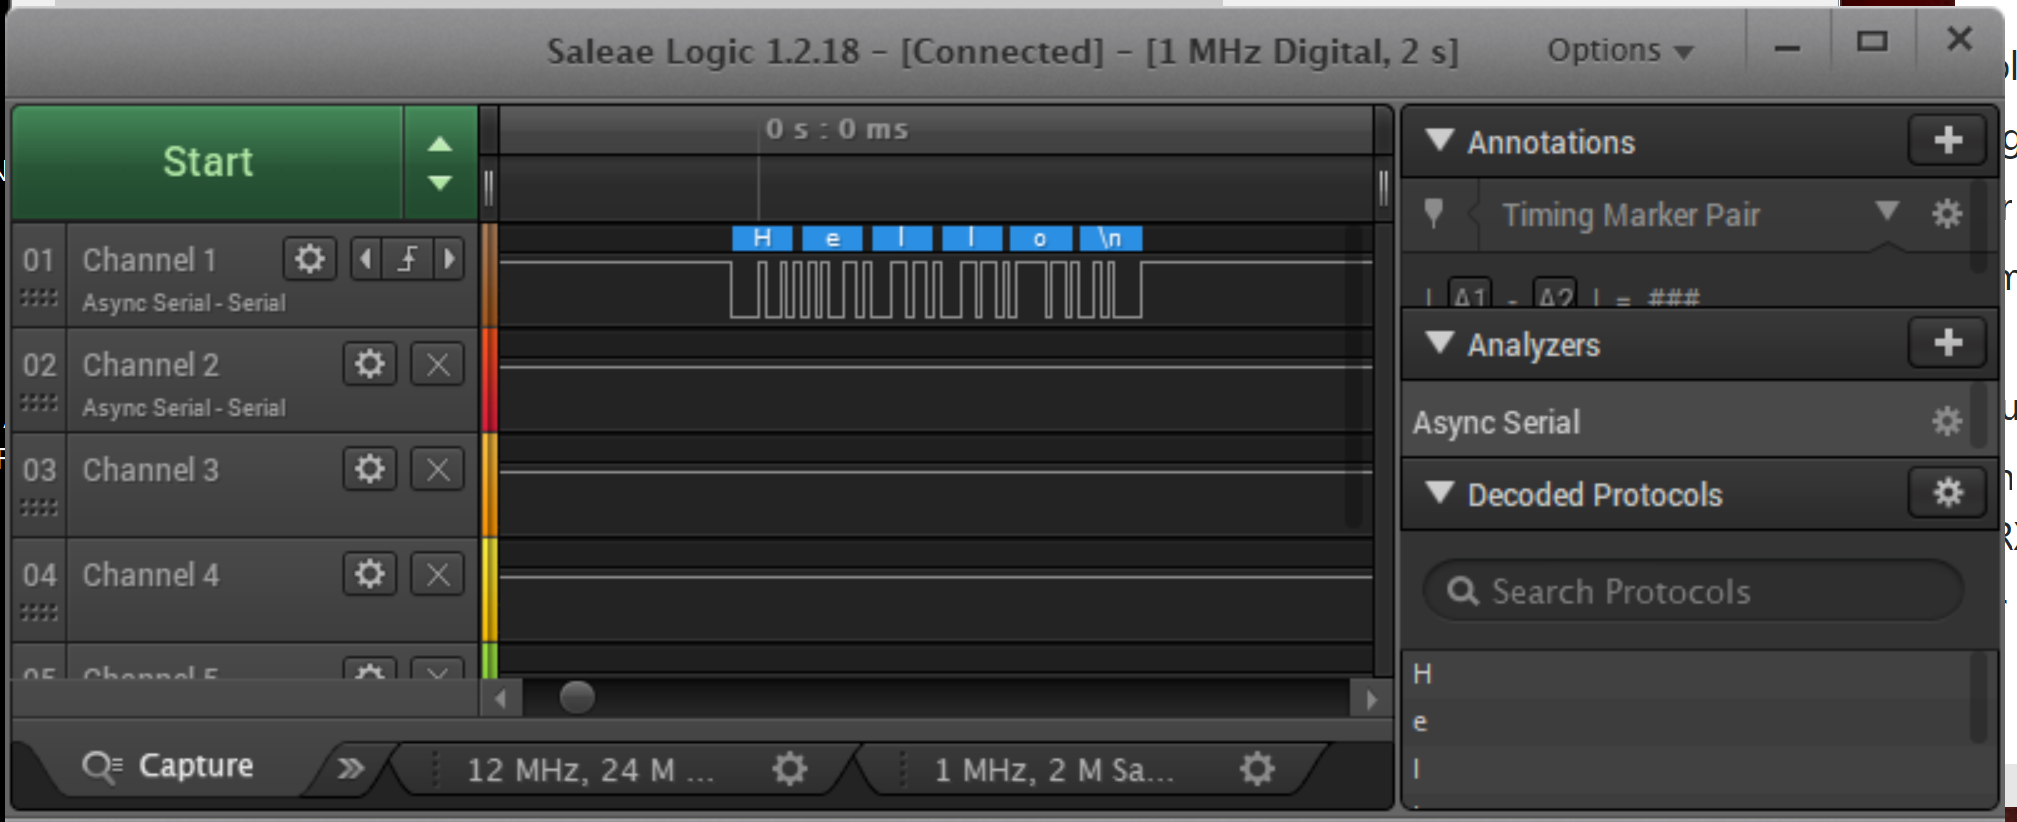 Saleae Logic 1.2.18 - [Connected] - [1 MHz Digital, 2 s]
Options
Start
0 s : 0 ms
Annotations
Timing Marker Pair
| A1 - A2 | = ###
01 Channel 1
Async Serial - Serial
H e l l o \n
02 Channel 2
Async Serial - Serial
03 Channel 3
04 Channel 4
05 Channel 5
Analyzers
Async Serial
Decoded Protocols
Search Protocols
H
e
l
Capture
12 MHz, 24 M ...
1 MHz, 2 M Sa...